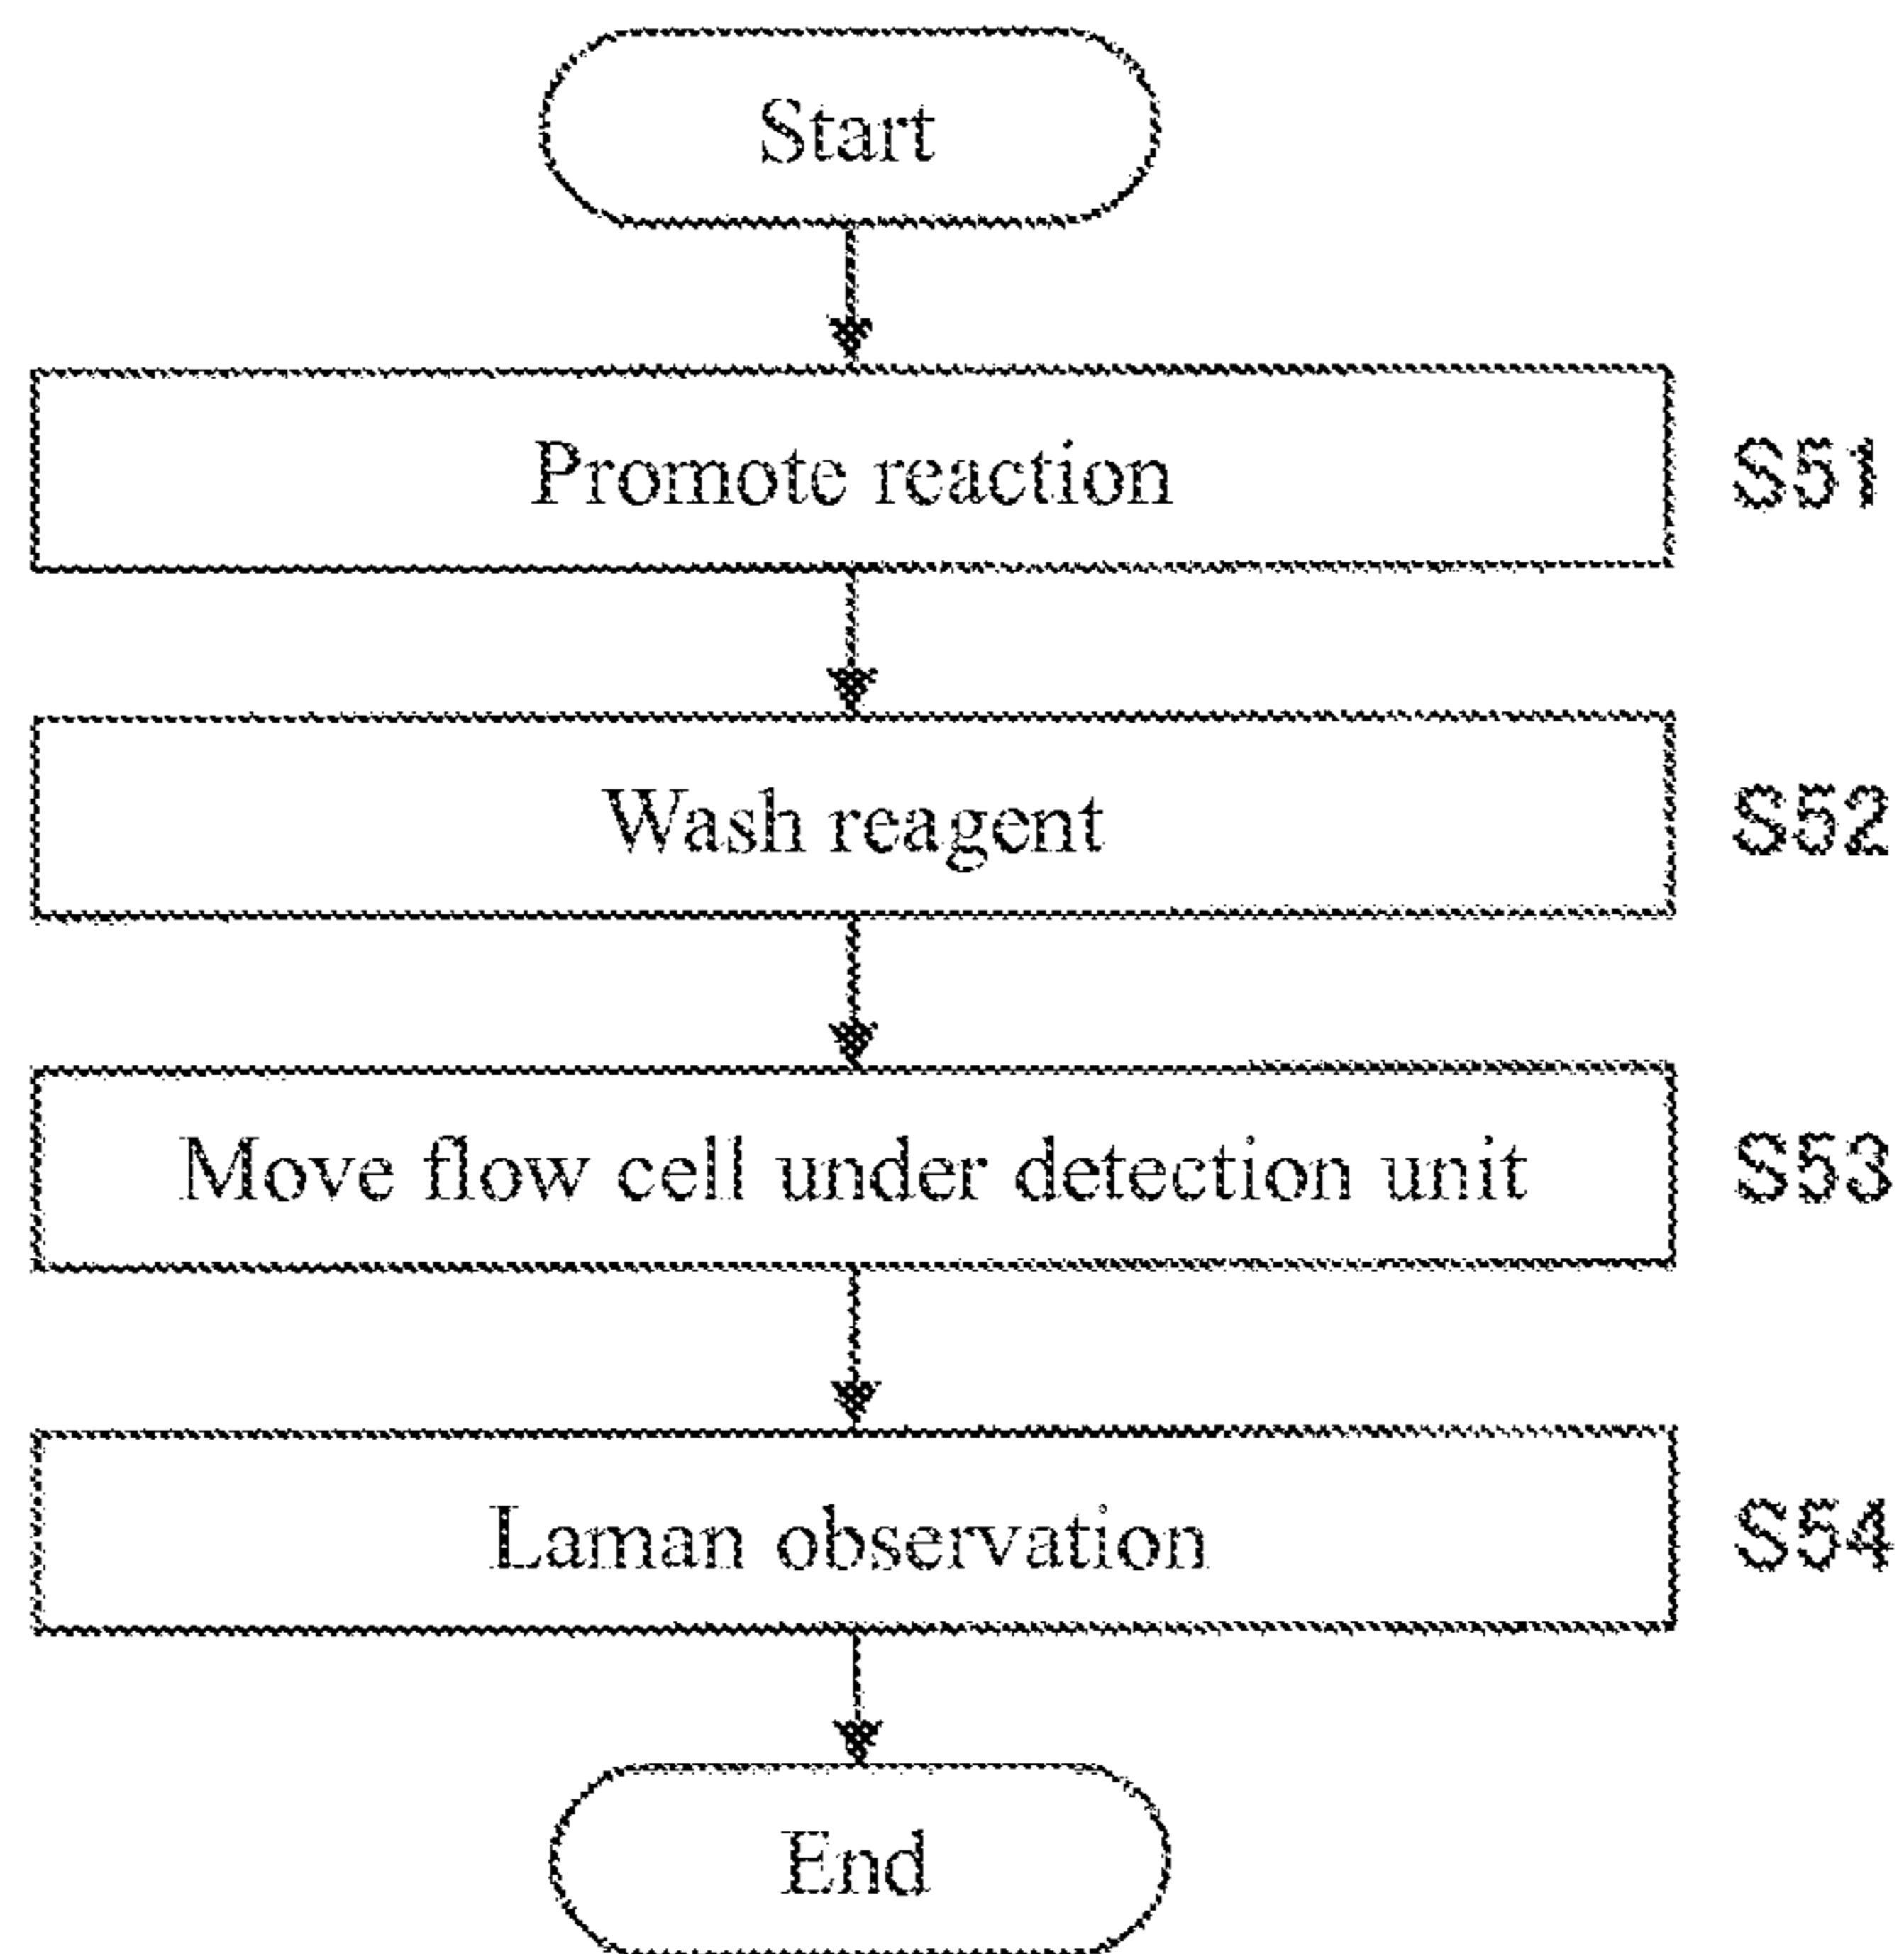 Start
Promote reaction S51
Wash reagent S52
Move flow cell under detection unit S53
Laman observation S54
End